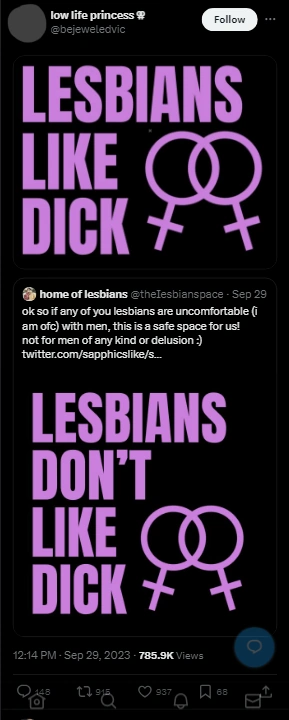 low life princess
@bejeweledvic
Follow
LESBIANS
LIKE
DICK
home of lesbians @theIesbianspace · Sep 29
ok so if any of you lesbians are uncomfortable (i
am ofc) with men, this is a safe space for us!
not for men of any kind or delusion :)
twitter.com/sapphicslike/s...
LESBIANS
DON'T
LIKE
DICK
12:14 PM · Sep 29, 2023 · 785.9K Views
145 915 937 68